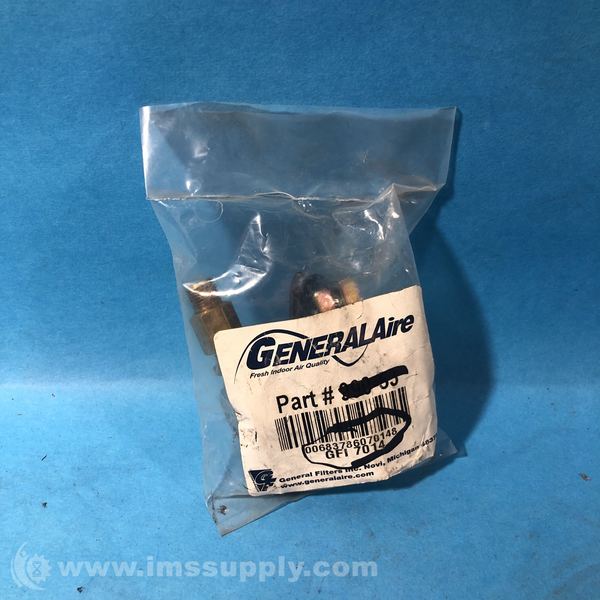 GENERALAire
Fresh Indoor Air Quality
Part #
00683786070148
GFI 7014
General Filters Inc. Novi, Michigan
www.generalaire.com
www.imssupply.com